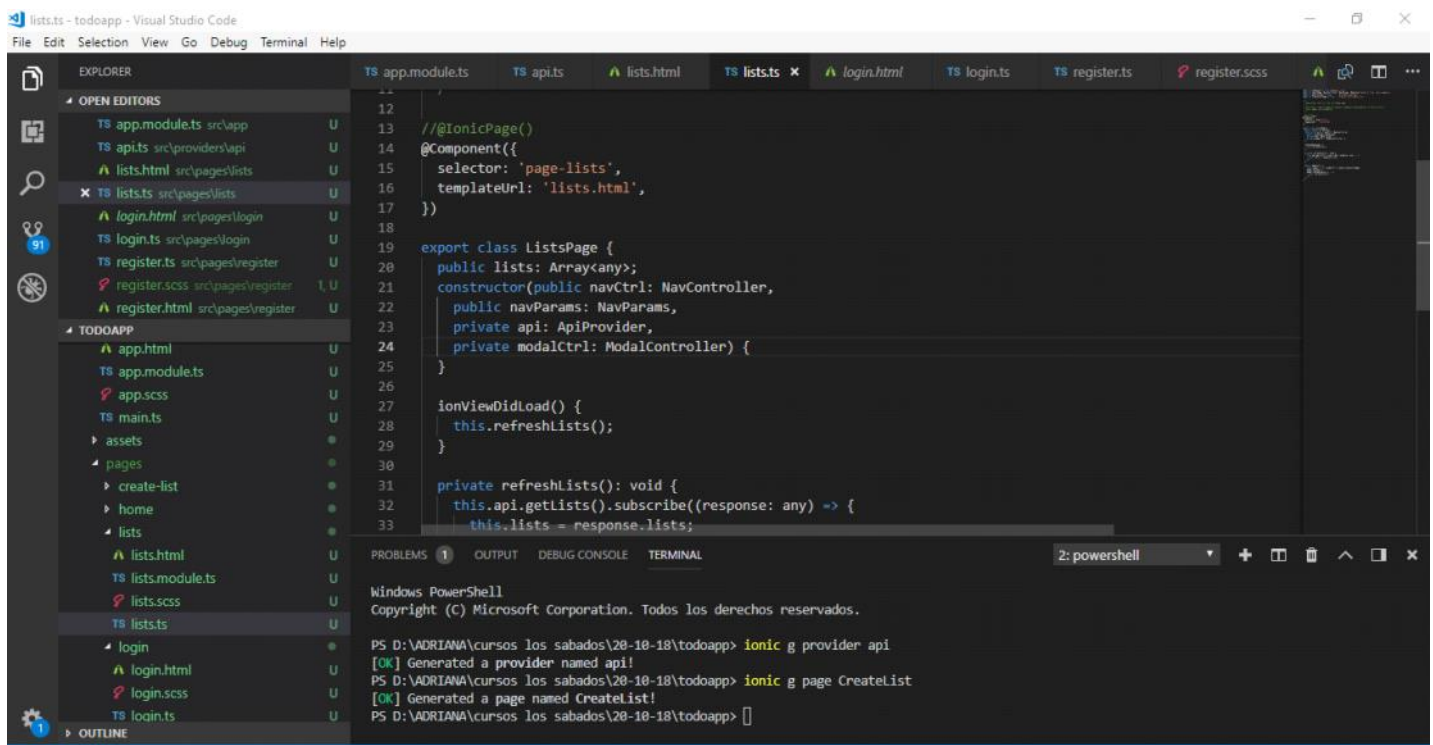 lists.ts - todoapp - Visual Studio Code
File Edit Selection View Go Debug Terminal Help
EXPLORER
OPEN EDITORS
TS app.module.ts src\app U
TS api.ts src\providers\api U
lists.html src\pages\lists U
TS lists.ts src\pages\lists U
login.html src\pages\login U
TS login.ts src\pages\login U
TS register.ts src\pages\register U
register.scss src\pages\register 1, U
register.html src\pages\register U
TODOAPP
app.html U
TS app.module.ts U
app.scss U
TS main.ts U
assets
pages
create-list
home
lists
lists.html U
TS lists.module.ts U
lists.scss U
TS lists.ts U
login
login.html U
login.scss U
TS login.ts U
OUTLINE
91
1
TS app.module.ts TS api.ts lists.html TS lists.ts login.html TS login.ts TS register.ts register.scss
11 }
12
13 //@IonicPage()
14 @Component({
15 selector: 'page-lists',
16 templateUrl: 'lists.html',
17 })
18
19 export class ListsPage {
20 public lists: Array<any>;
21 constructor(public navCtrl: NavController,
22 public navParams: NavParams,
23 private api: ApiProvider,
24 private modalCtrl: ModalController) {
25 }
26
27 ionViewDidLoad() {
28 this.refreshLists();
29 }
30
31 private refreshLists(): void {
32 this.api.getLists().subscribe((response: any) => {
33 this.lists = response.lists;
PROBLEMS 1 OUTPUT DEBUG CONSOLE TERMINAL 2: powershell
Windows PowerShell
Copyright (C) Microsoft Corporation. Todos los derechos reservados.
PS D:\ADRIANA\cursos los sabados\20-10-18\todoapp> ionic g provider api
[OK] Generated a provider named api!
PS D:\ADRIANA\cursos los sabados\20-10-18\todoapp> ionic g page CreateList
[OK] Generated a page named CreateList!
PS D:\ADRIANA\cursos los sabados\20-10-18\todoapp>